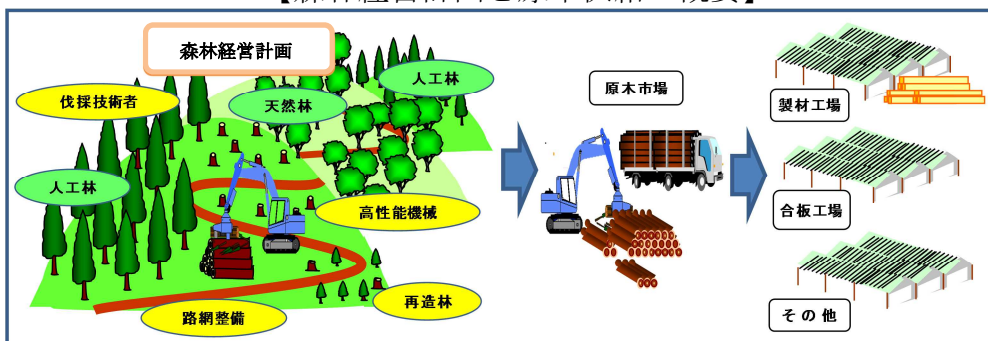 森林経営計画
人工林
伐採技術者
天然林
人工林
高性能機械
再造林
路網整備
原木市場
製材工場
合板工場
その他